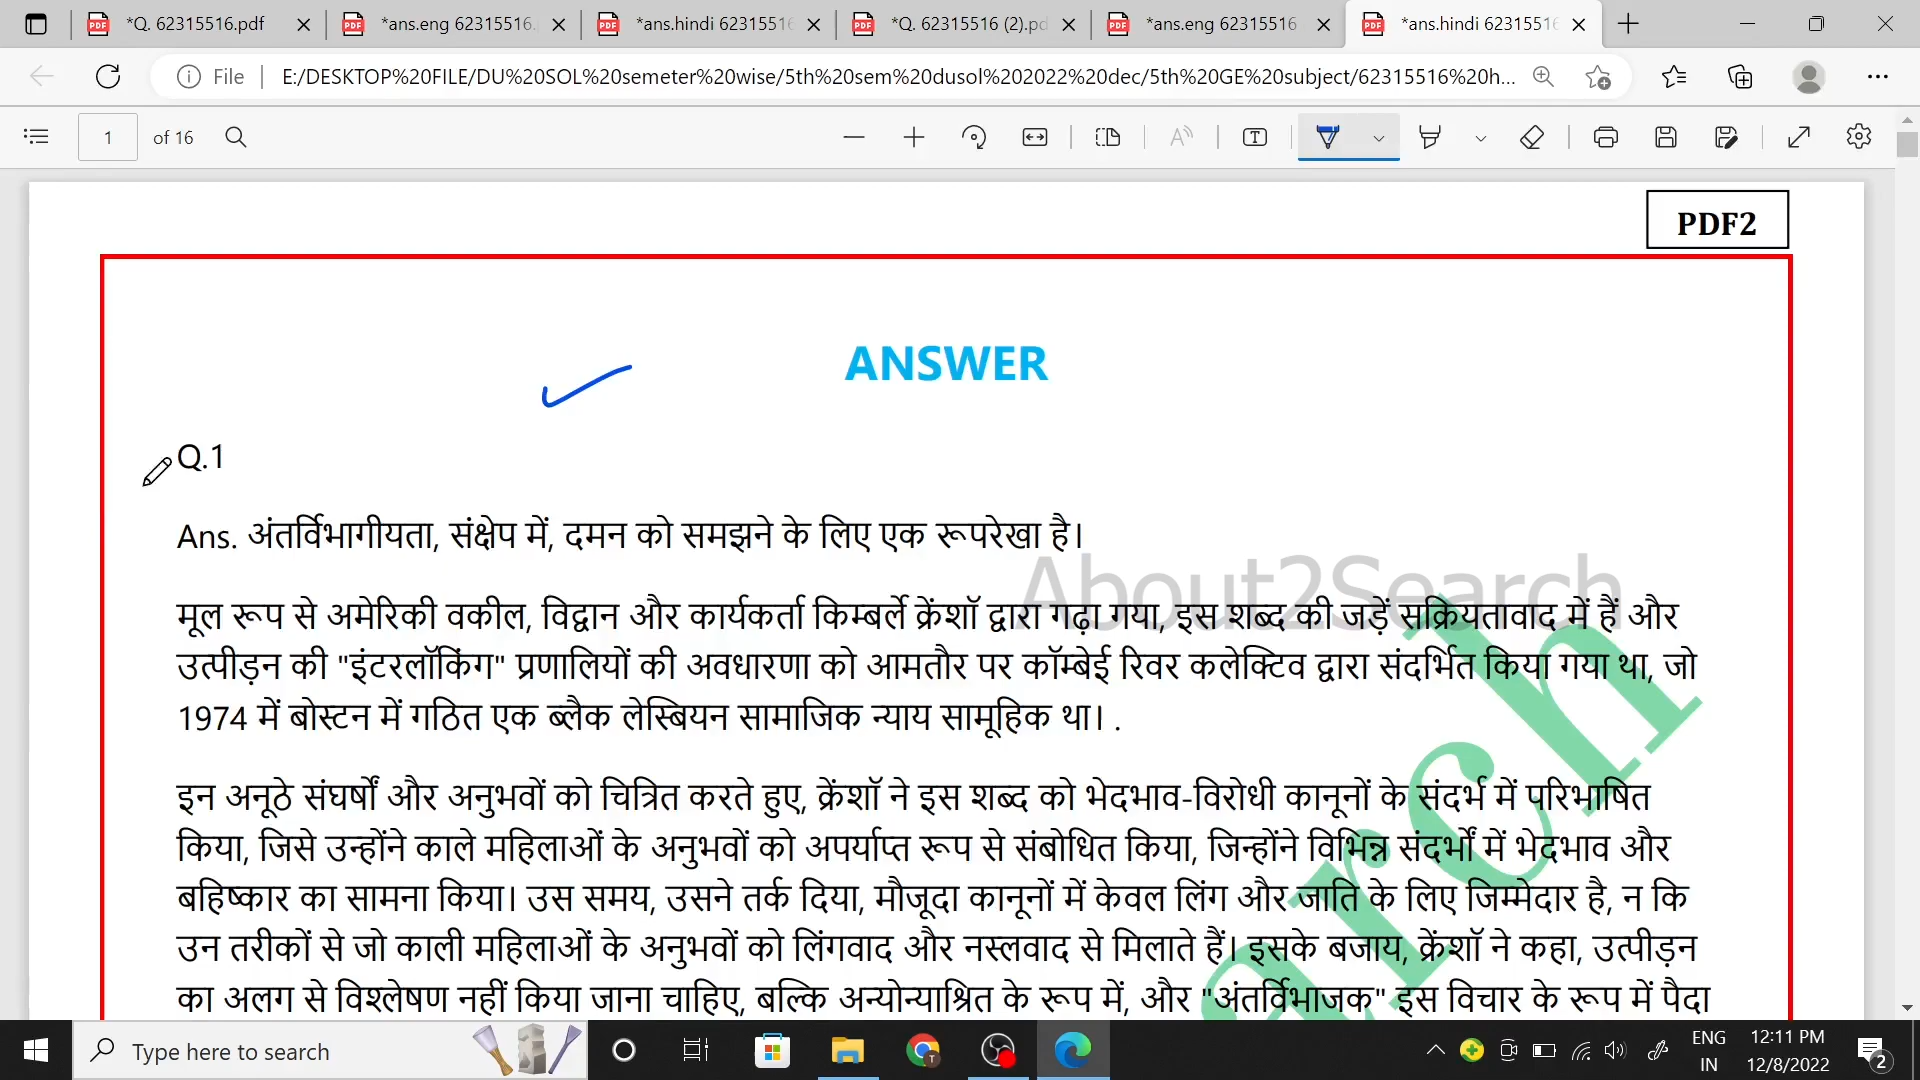 *Q. 62315516.pdf
*ans.eng 62315516.
*ans.hindi 62315516
*Q. 62315516 (2).pd
*ans.eng 62315516
*ans.hindi 62315516
File
E:/DESKTOP%20FILE/DU%20SOL%20semeter%20wise/5th%20sem%20dusol%202022%20dec/5th%20GE%20subject/62315516%20h...
1 of 16
PDF2
ANSWER
Q.1
Ans. अंतर्विभागीयता, संक्षेप में, दमन को समझने के लिए एक रूपरेखा है।
About2Search
मूल रूप से अमेरिकी वकील, विद्वान और कार्यकर्ता किम्बर्ले क्रेंशॉ द्वारा गढ़ा गया, इस शब्द की जड़ें सक्रियतावाद में हैं और
उत्पीड़न की "इंटरलॉकिंग" प्रणालियों की अवधारणा को आमतौर पर कॉम्बेई रिवर कलेक्टिव द्वारा संदर्भित किया गया था, जो
1974 में बोस्टन में गठित एक ब्लैक लेस्बियन सामाजिक न्याय सामूहिक था। .
इन अनूठे संघर्षों और अनुभवों को चित्रित करते हुए, क्रेंशॉ ने इस शब्द को भेदभाव-विरोधी कानूनों के संदर्भ में परिभाषित
किया, जिसे उन्होंने काले महिलाओं के अनुभवों को अपर्याप्त रूप से संबोधित किया, जिन्होंने विभिन्न संदर्भों में भेदभाव और
बहिष्कार का सामना किया। उस समय, उसने तर्क दिया, मौजूदा कानूनों में केवल लिंग और जाति के लिए जिम्मेदार है, न कि
उन तरीकों से जो काली महिलाओं के अनुभवों को लिंगवाद और नस्लवाद से मिलाते हैं। इसके बजाय, क्रेंशॉ ने कहा, उत्पीड़न
का अलग से विश्लेषण नहीं किया जाना चाहिए, बल्कि अन्योन्याश्रित के रूप में, और "अंतर्विभाजक" इस विचार के रूप में पैदा
arch
Type here to search
ENG
IN
12:11 PM
12/8/2022
2